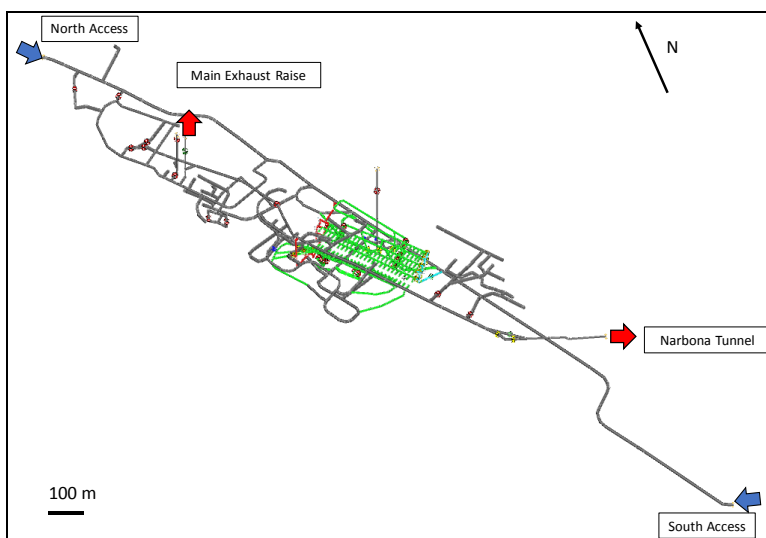 North Access
N
Main Exhaust Raise
Narbona Tunnel
100 m
South Access